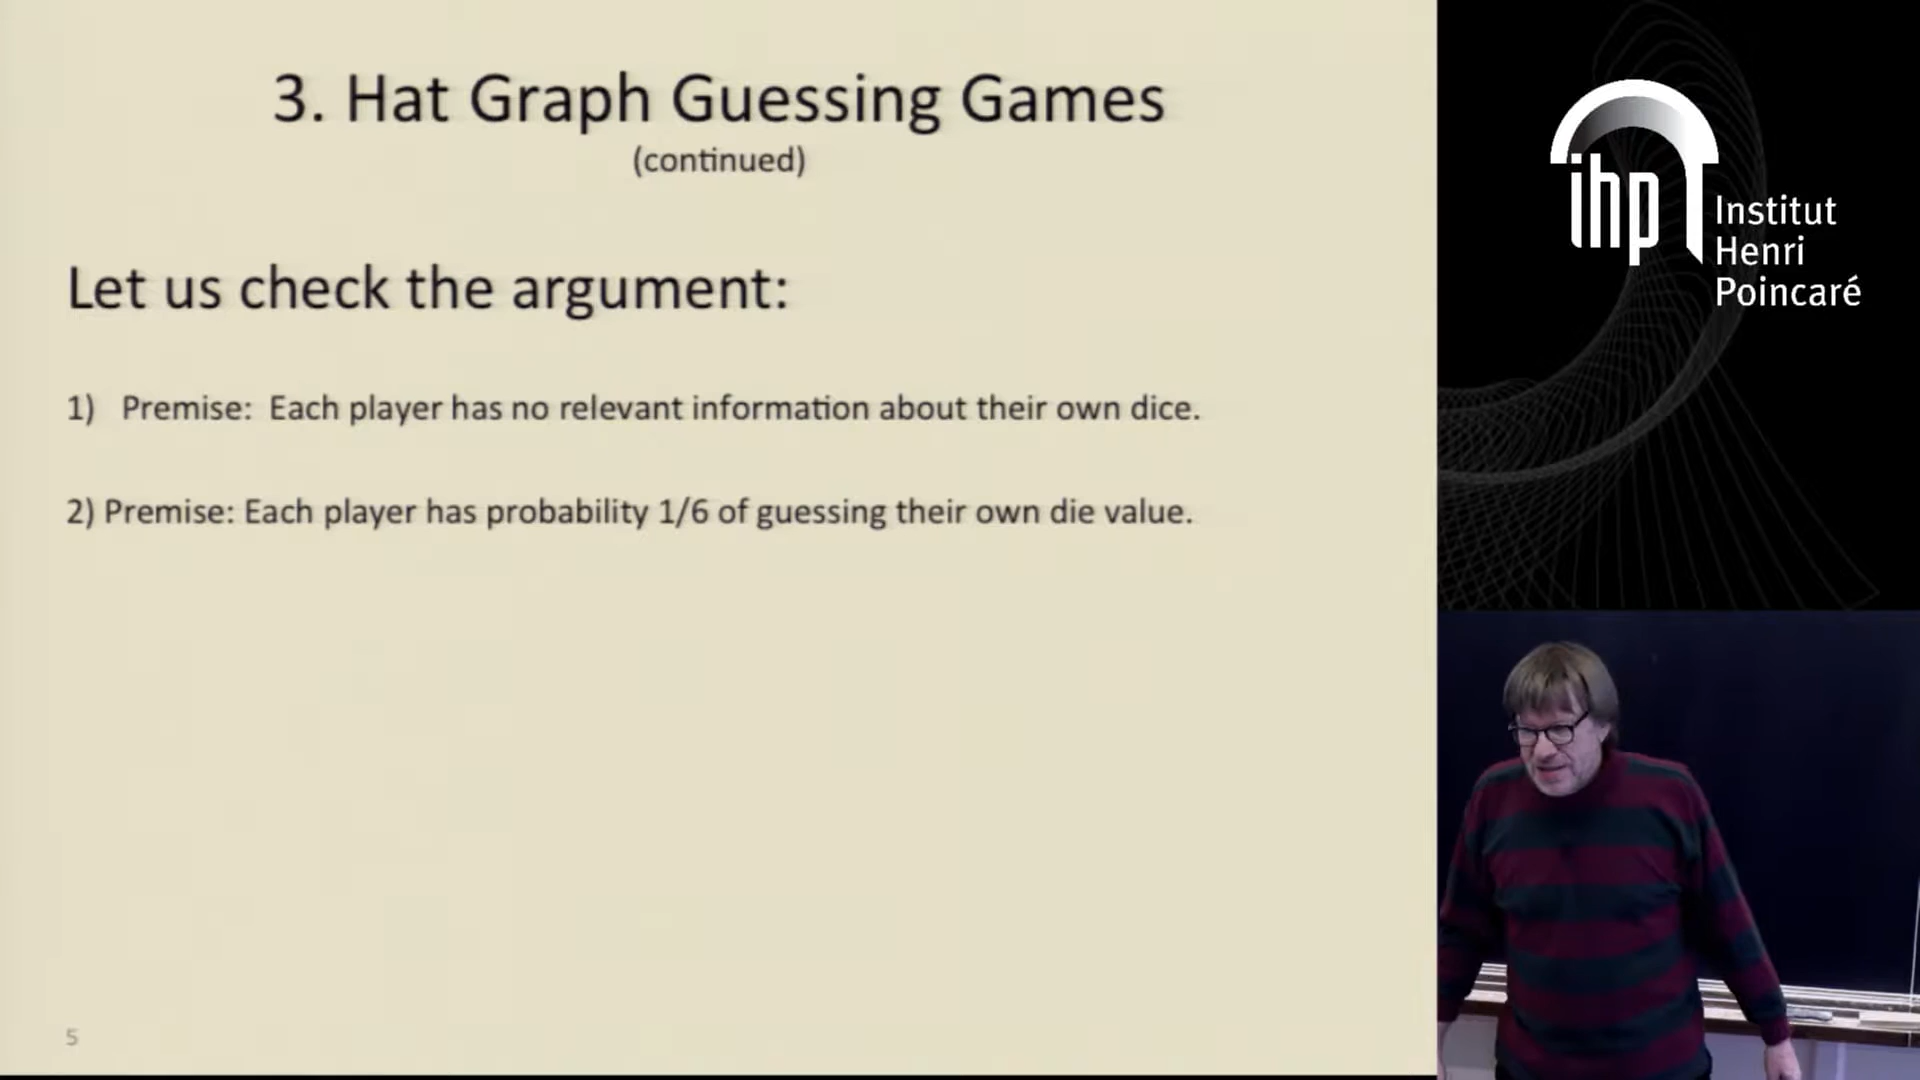 3. Hat Graph Guessing Games
(continued)
Let us check the argument:
1) Premise: Each player has no relevant information about their own dice.
2) Premise: Each player has probability 1/6 of guessing their own die value.
5
ihp
Institut
Henri
Poincaré